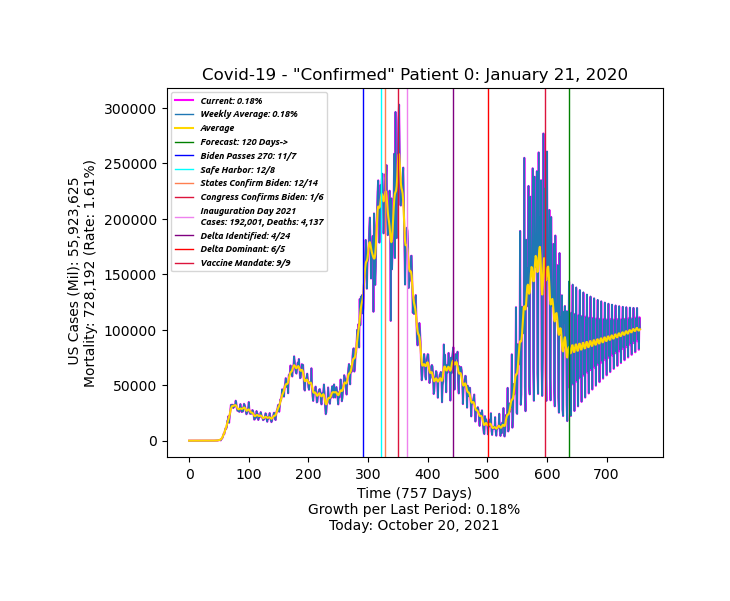 Covid-19 - "Confirmed" Patient 0: January 21, 2020
US Cases (Mil): 55,923,625
Mortality: 728,192 (Rate: 1.61%)
300000
250000
200000
150000
100000
50000
0
Current: 0.18%
Weekly Average: 0.18%
Average
Forecast: 120 Days->
Biden Passes 270: 11/7
Safe Harbor: 12/8
States Confirm Biden: 12/14
Congress Confirms Biden: 1/6
Inauguration Day 2021
Cases: 192,001, Deaths: 4,137
Delta Identified: 4/24
Delta Dominant: 6/5
Vaccine Mandate: 9/9
0 100 200 300 400 500 600 700
Time (757 Days)
Growth per Last Period: 0.18%
Today: October 20, 2021